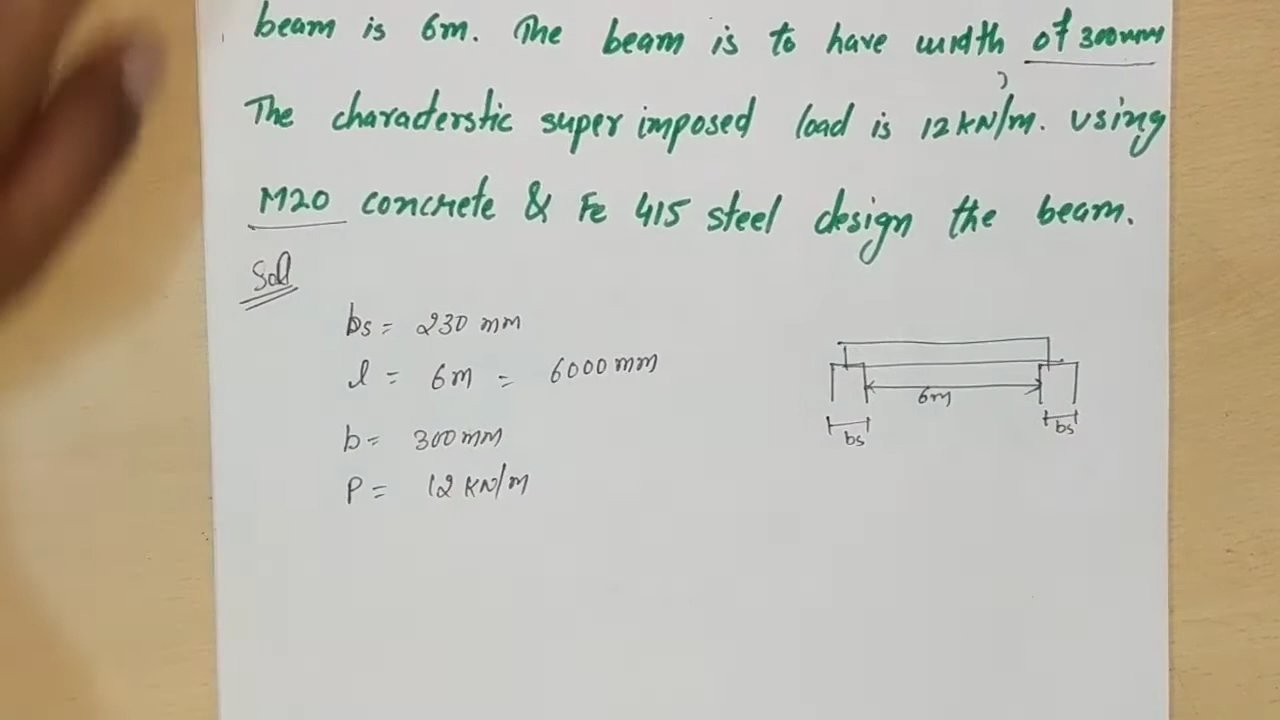 beam is 6m. The beam is to have width of 300mm,
The characterstic super imposed load is 12 KN/m. using
M20 concrete & Fe 415 steel design the beam.
Sol
bs = 230 mm
l = 6m = 6000 mm
b = 300 mm
P = 12 KN/m
6m
bs
bs